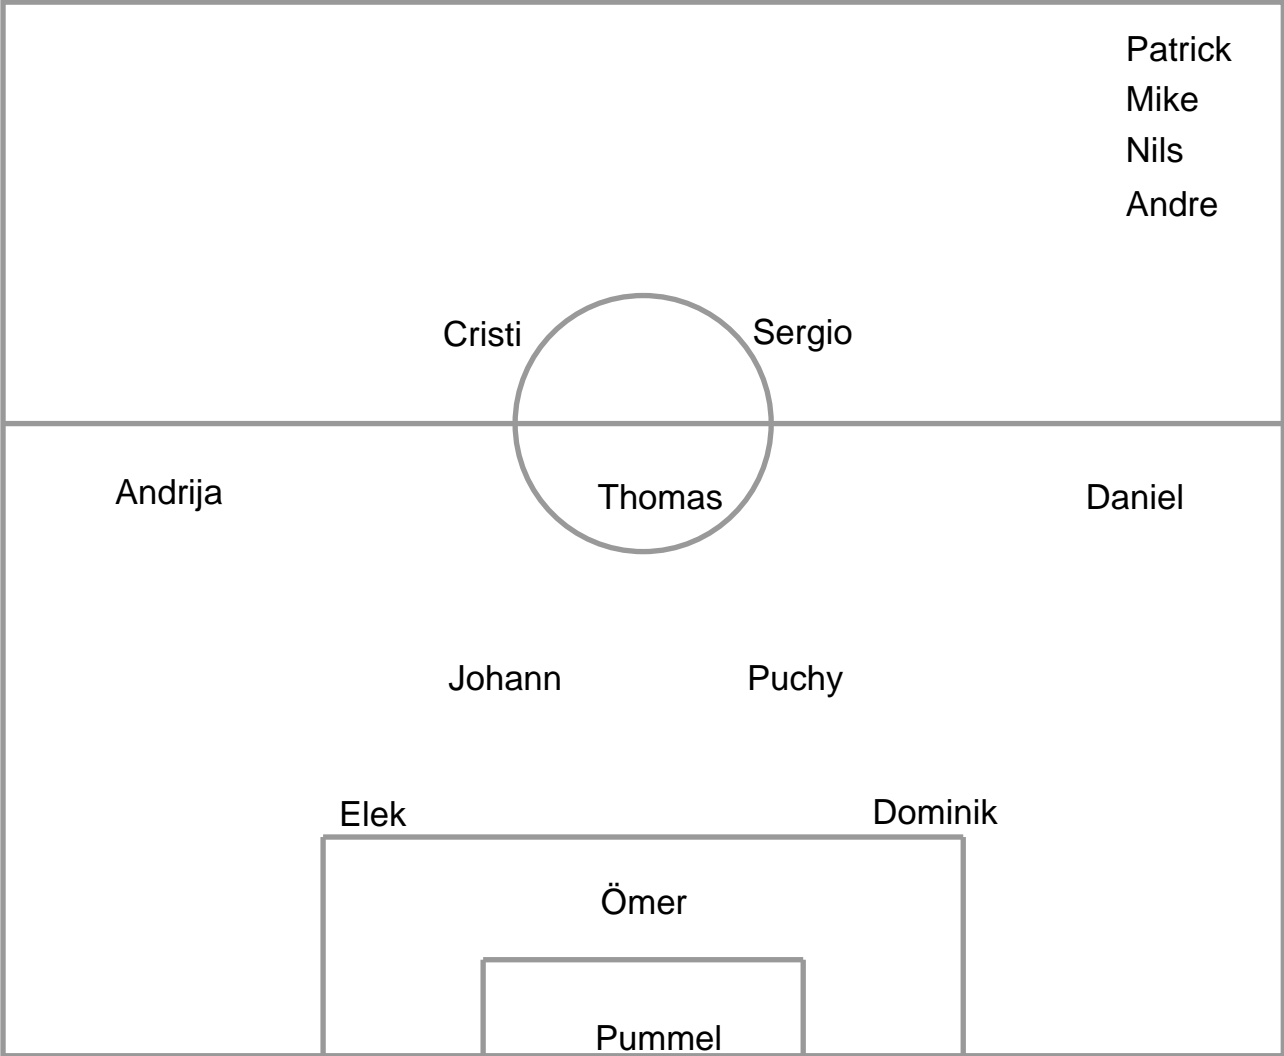 Patrick
Mike
Nils
Andre
Cristi Sergio
Andrija Thomas Daniel
Johann Puchy
Elek Dominik
Ömer
Pummel